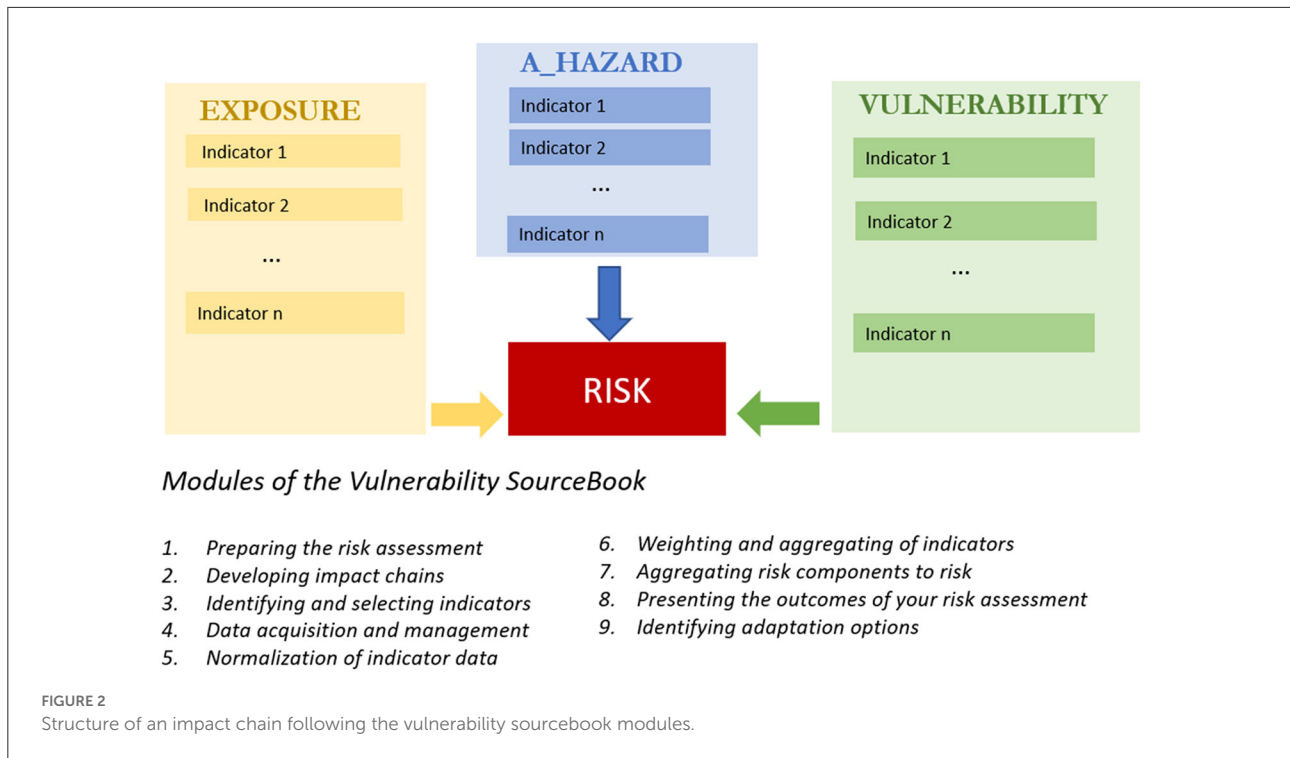 EXPOSURE
Indicator 1
Indicator 2
...
Indicator n
A_HAZARD
Indicator 1
Indicator 2
...
Indicator n
VULNERABILITY
Indicator 1
Indicator 2
...
Indicator n
RISK
Modules of the Vulnerability SourceBook
1. Preparing the risk assessment
2. Developing impact chains
3. Identifying and selecting indicators
4. Data acquisition and management
5. Normalization of indicator data
6. Weighting and aggregating of indicators
7. Aggregating risk components to risk
8. Presenting the outcomes of your risk assessment
9. Identifying adaptation options
FIGURE 2
Structure of an impact chain following the vulnerability sourcebook modules.